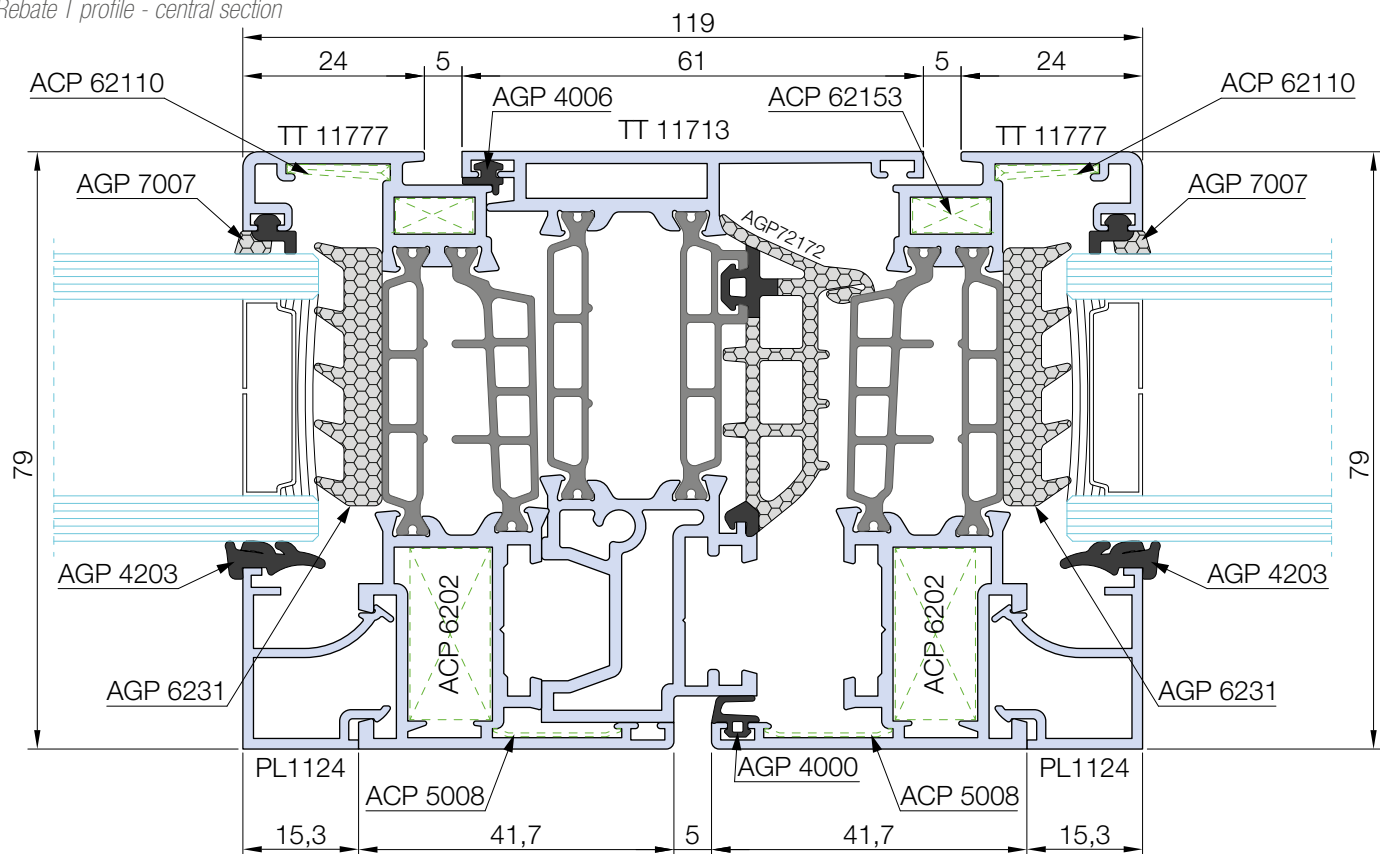 Rebate T profile - central section
119
24 5 61 5 24
ACP 62110
AGP 4006
ACP 62153
ACP 62110
TT 11777
TT 11713
TT 11777
AGP 7007
AGP 7007
AGP72172
79
79
AGP 4203
AGP 4203
ACP 6202
ACP 6202
AGP 6231
AGP 6231
PL1124
AGP 4000
PL1124
ACP 5008
ACP 5008
15,3 41,7 5 41,7 15,3